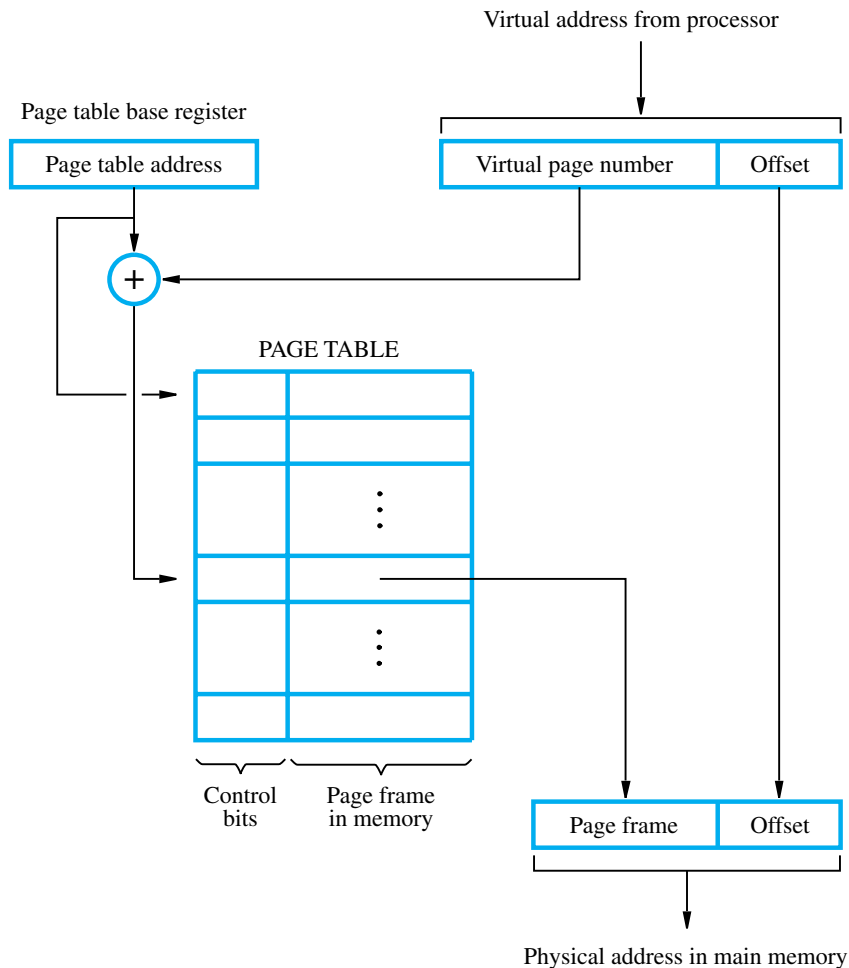 Virtual address from processor
Page table base register
Page table address
Virtual page number
Offset
+
PAGE TABLE
Control
bits
Page frame
in memory
Page frame
Offset
Physical address in main memory